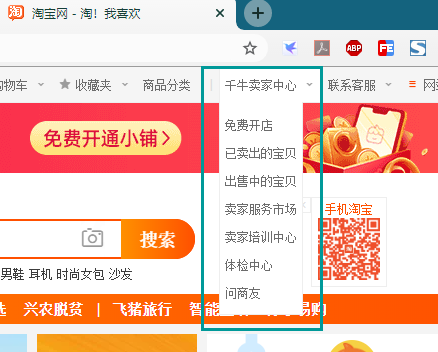 淘 淘宝网 - 淘！我喜欢
ABP FE S
物车 收藏夹 商品分类 千牛卖家中心 联系客服
免费开通小铺
免费开店
已卖出的宝贝
出售中的宝贝
卖家服务市场
卖家培训中心
体检中心
问商友
手机淘宝
搜索
男鞋 耳机 时尚女包 沙发
选 兴农脱贫 | 飞猪旅行 智能 易购